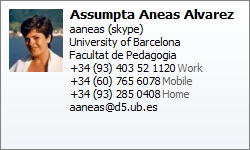 Assumpta Aneas Alvarez
aaneas (skype)
University of Barcelona
Facultat de Pedagogia
+34 (93) 403 52 1120 Work
+34 (60) 765 6078 Mobile
+34 (93) 285 0408 Home
aaneas@d5.ub.es